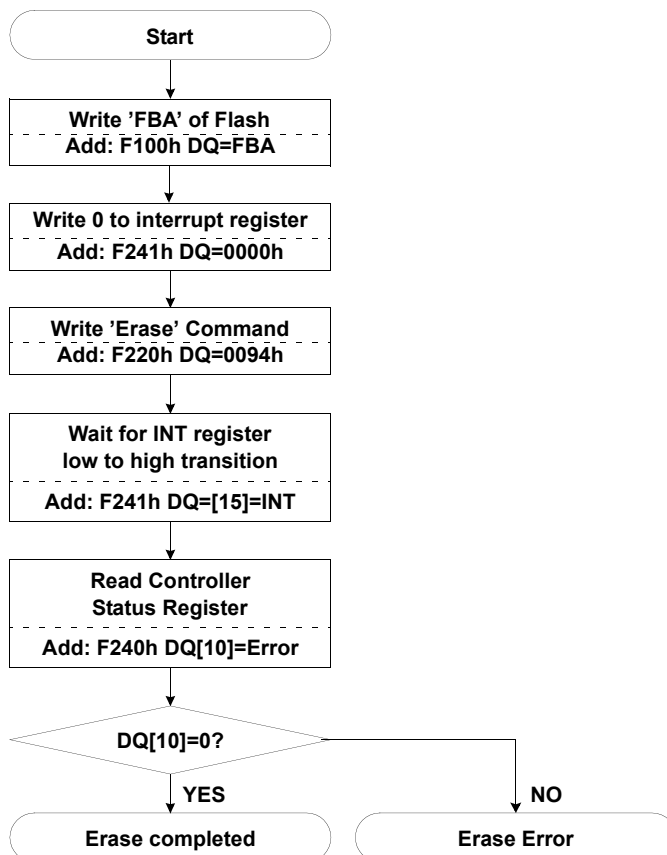 Start
Write ’FBA’ of Flash
Add: F100h DQ=FBA
Write 0 to interrupt register
Add: F241h DQ=0000h
Write ’Erase’ Command
Add: F220h DQ=0094h
Wait for INT register
low to high transition
Add: F241h DQ=[15]=INT
Read Controller
Status Register
Add: F240h DQ[10]=Error
DQ[10]=0?
YES
NO
Erase completed
Erase Error